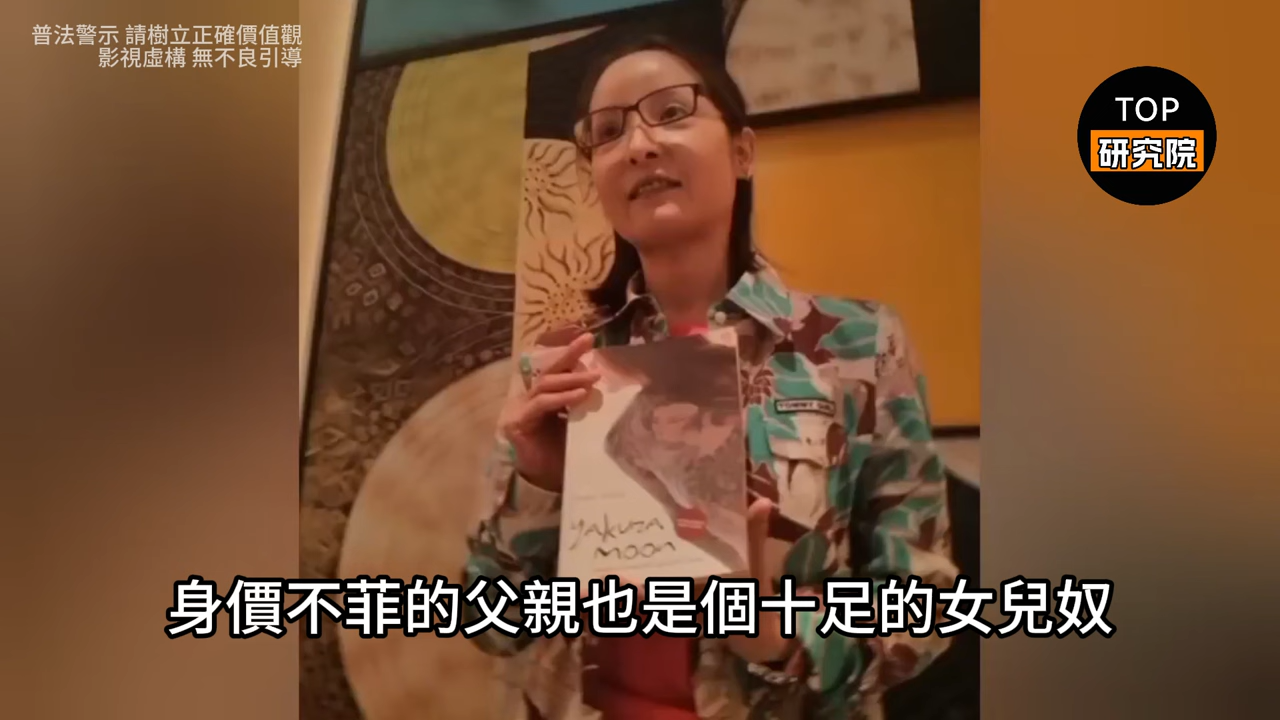 普法警示 請樹立正確價值觀
影視虛構 無不良引導
TOP
研究院
yakuza
moon
身價不菲的父親也是個十足的女兒奴